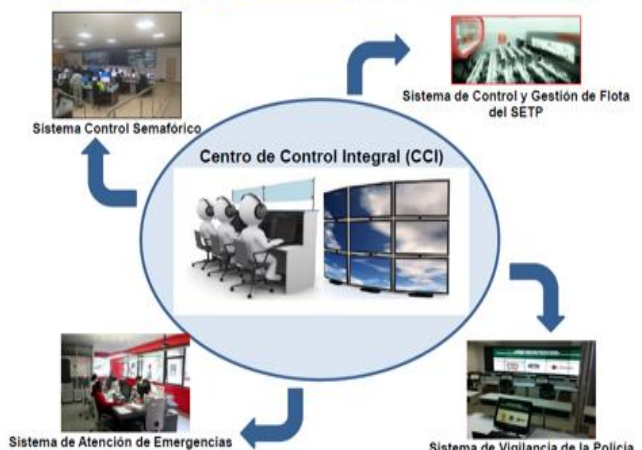 Sistema Control Semafórico
Sistema de Control y Gestión de Flota
del SETP
Centro de Control Integral (CCI)
Sistema de Atención de Emergencias
Sistema de Vigilancia de la Policía